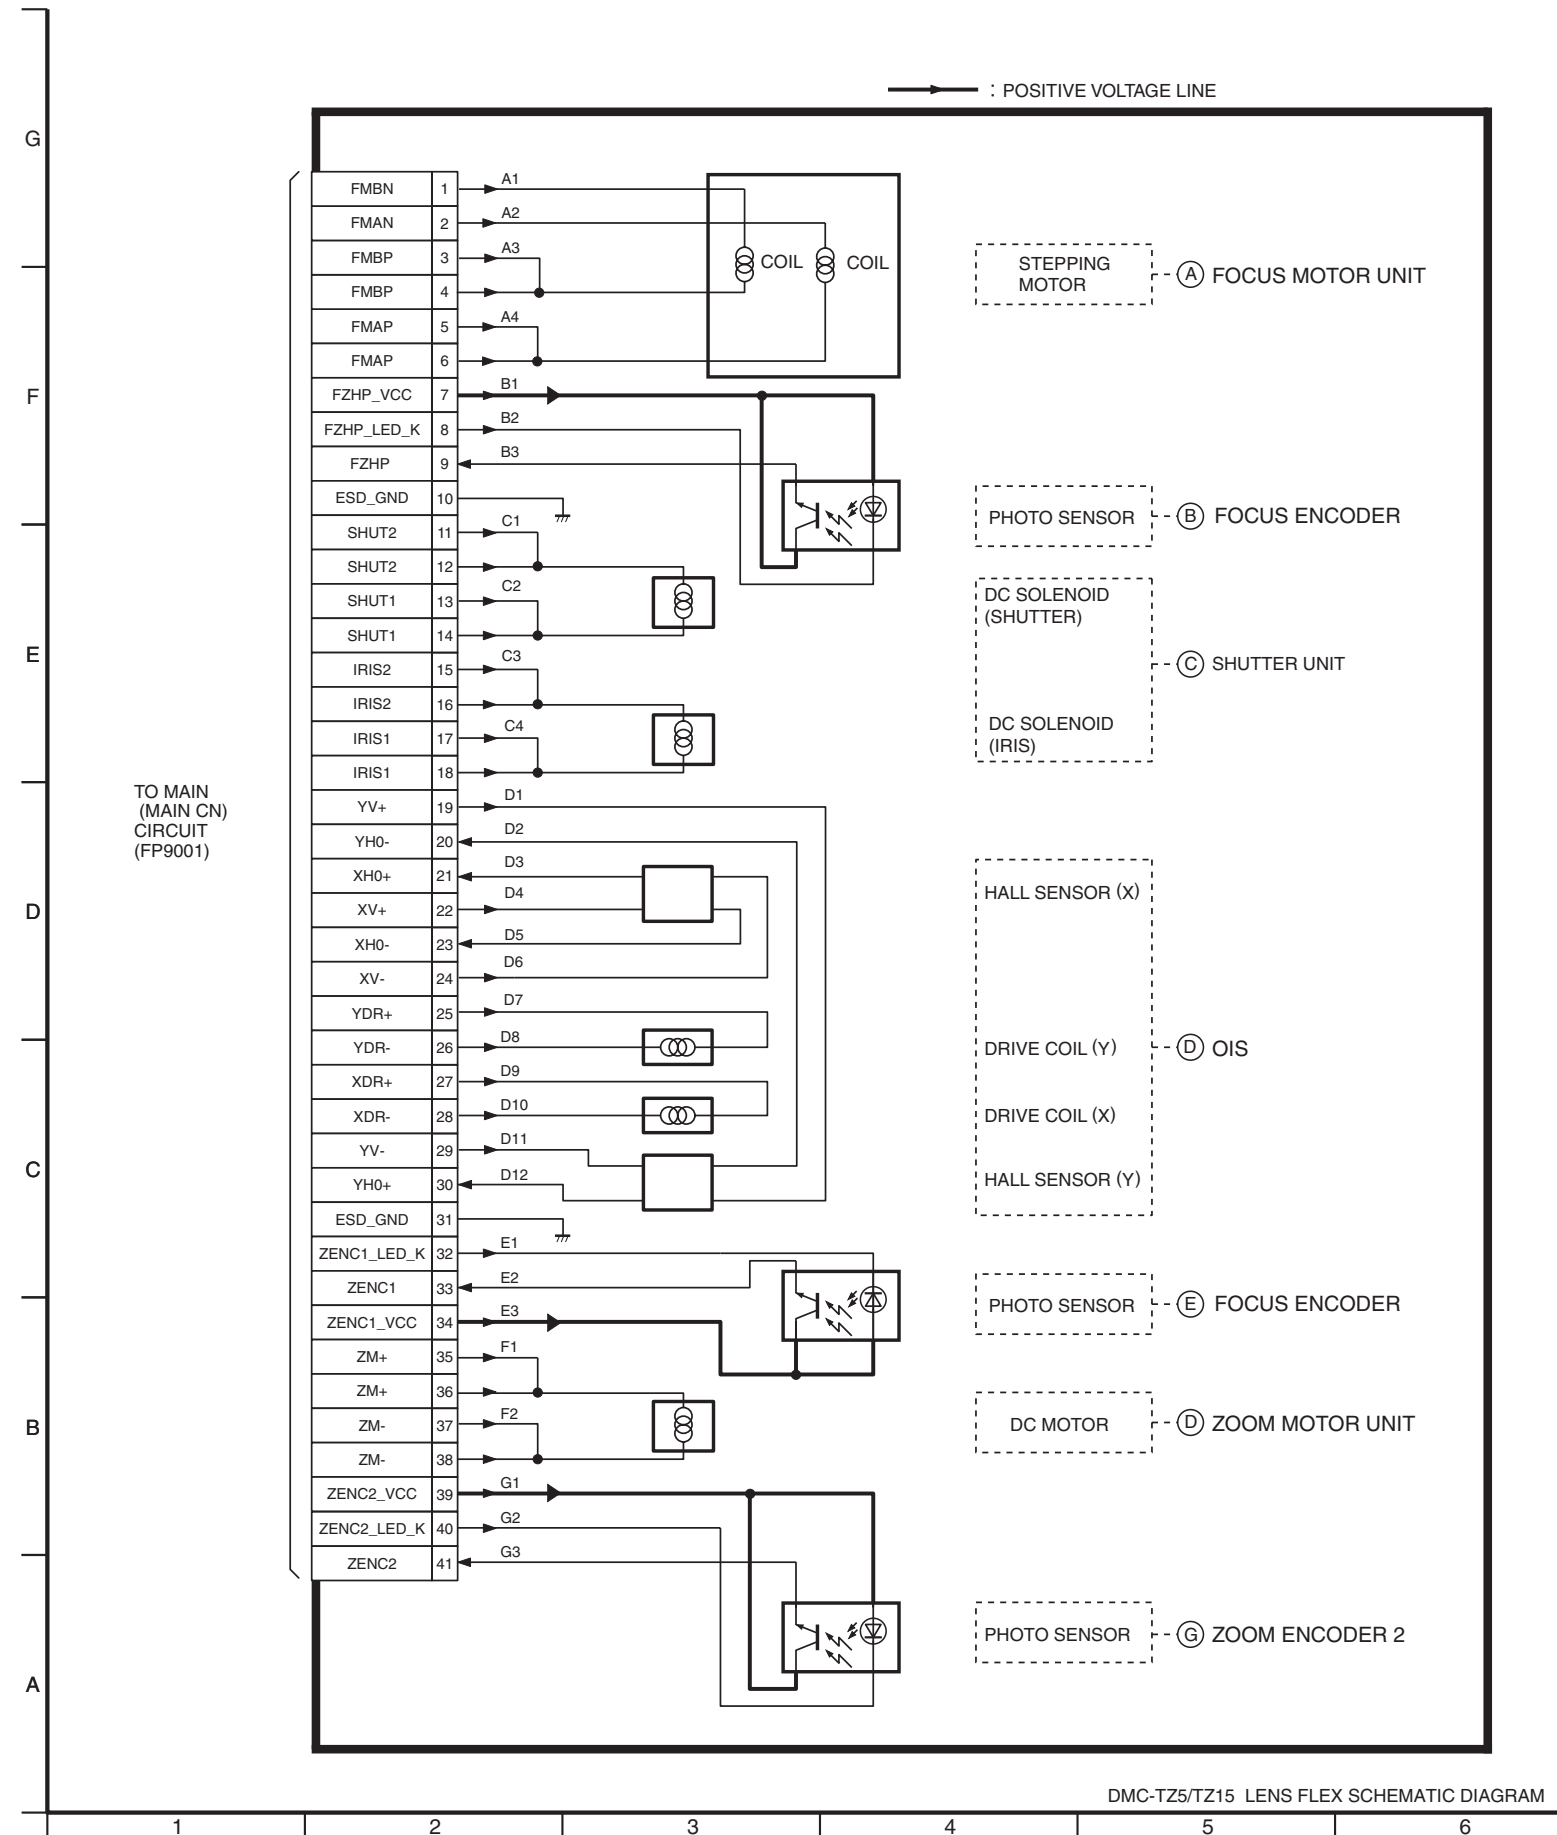 : POSITIVE VOLTAGE LINE
G
FMBN 1 A1
FMAN 2 A2
FMBP 3 A3
COIL COIL
STEPPING
MOTOR
A FOCUS MOTOR UNIT
FMBP 4
FMAP 5 A4
FMAP 6
F
FZHP_VCC 7 B1
FZHP_LED_K 8 B2
FZHP 9 B3
ESD_GND 10
PHOTO SENSOR B FOCUS ENCODER
SHUT2 11 C1
SHUT2 12
SHUT1 13 C2
DC SOLENOID
(SHUTTER)
SHUT1 14
E
IRIS2 15 C3
C SHUTTER UNIT
IRIS2 16
IRIS1 17 C4
DC SOLENOID
(IRIS)
IRIS1 18
TO MAIN
(MAIN CN)
CIRCUIT
(FP9001)
YV+ 19 D1
YH0- 20 D2
XH0+ 21 D3
HALL SENSOR (X)
D
XV+ 22 D4
XH0- 23 D5
XV- 24 D6
YDR+ 25 D7
YDR- 26 D8
DRIVE COIL (Y) D OIS
XDR+ 27 D9
XDR- 28 D10
DRIVE COIL (X)
YV- 29 D11
C
YH0+ 30 D12
HALL SENSOR (Y)
ESD_GND 31
ZENC1_LED_K 32 E1
ZENC1 33 E2
PHOTO SENSOR E FOCUS ENCODER
ZENC1_VCC 34 E3
ZM+ 35 F1
ZM+ 36
B
ZM- 37 F2
DC MOTOR D ZOOM MOTOR UNIT
ZM- 38
ZENC2_VCC 39 G1
ZENC2_LED_K 40 G2
ZENC2 41 G3
PHOTO SENSOR G ZOOM ENCODER 2
A
DMC-TZ5/TZ15 LENS FLEX SCHEMATIC DIAGRAM
1 2 3 4 5 6